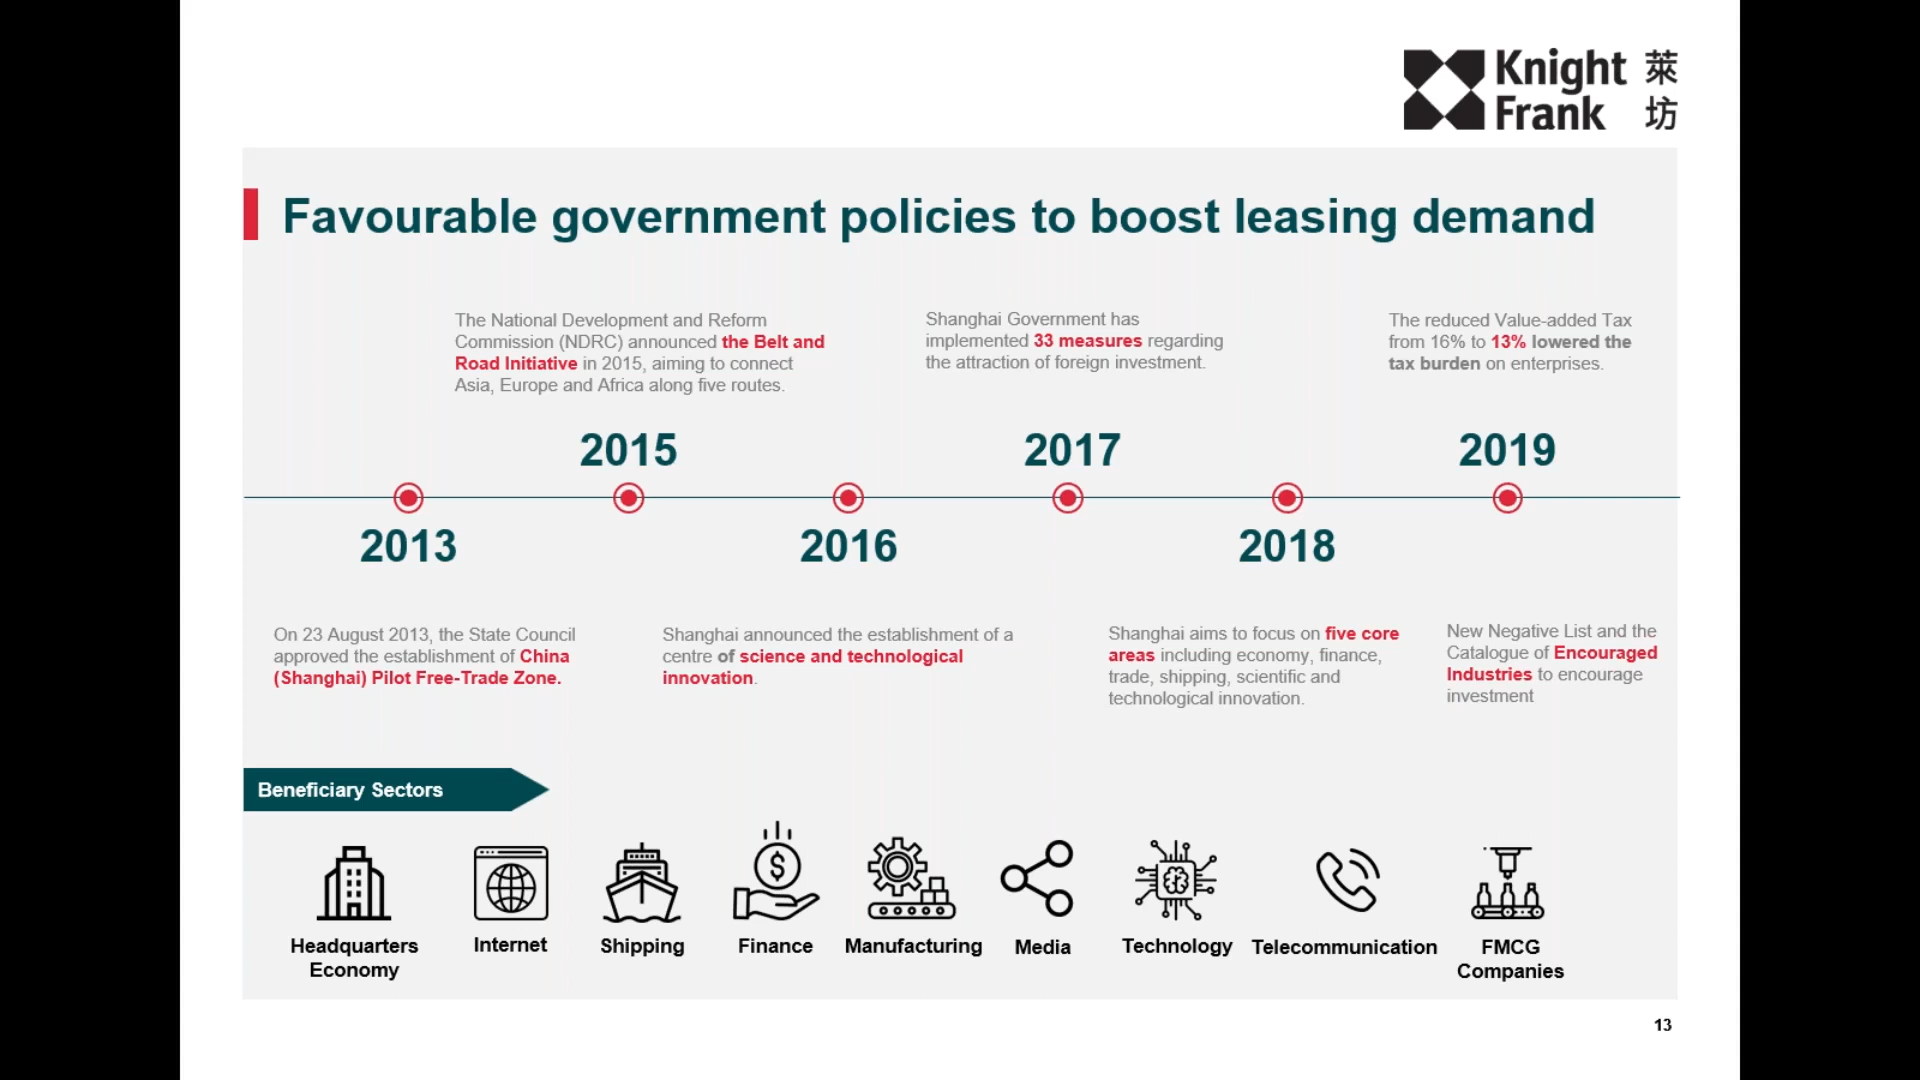 Knight 萊
Frank 坊
Favourable government policies to boost leasing demand
The National Development and Reform
Commission (NDRC) announced the Belt and
Road Initiative in 2015, aiming to connect
Asia, Europe and Africa along five routes.
Shanghai Government has
implemented 33 measures regarding
the attraction of foreign investment.
The reduced Value-added Tax
from 16% to 13% lowered the
tax burden on enterprises.
2015
2017
2019
2013
2016
2018
On 23 August 2013, the State Council
approved the establishment of China
(Shanghai) Pilot Free-Trade Zone.
Shanghai announced the establishment of a
centre of science and technological
innovation.
Shanghai aims to focus on five core
areas including economy, finance,
trade, shipping, scientific and
technological innovation.
New Negative List and the
Catalogue of Encouraged
Industries to encourage
investment
Beneficiary Sectors
Headquarters
Economy
Internet
Shipping
Finance
Manufacturing
Media
Technology
Telecommunication
FMCG
Companies
13